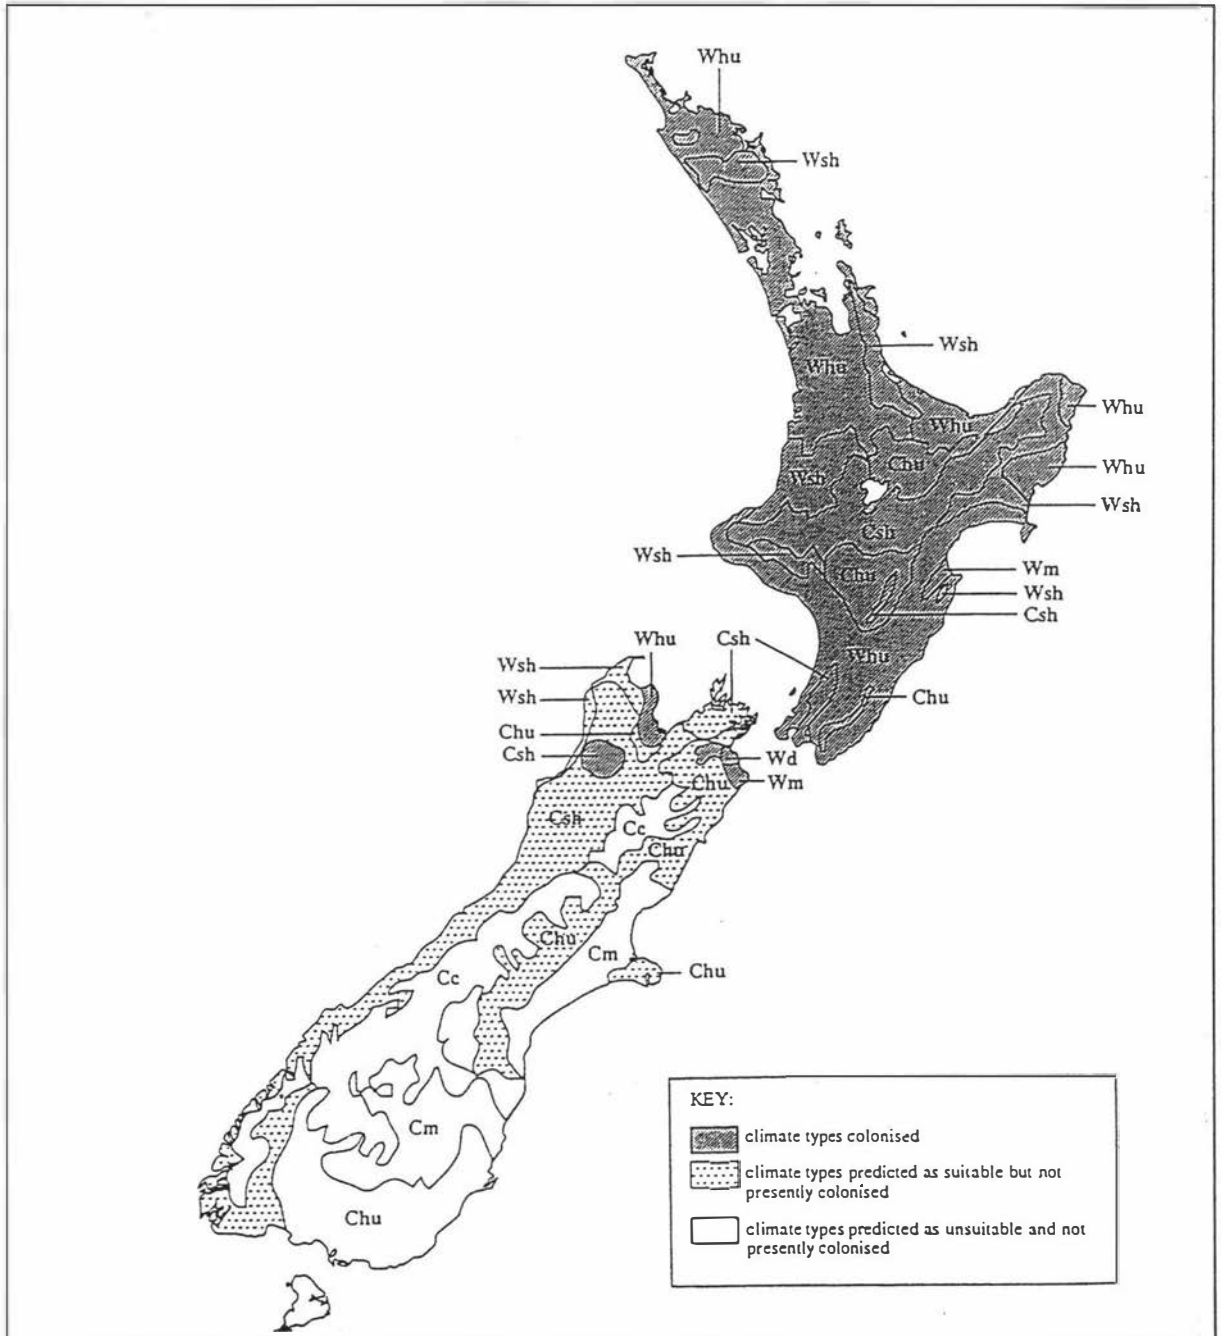 Whu
Wsh
Wsh
Whu
Whu
Whu
Chu
Whu
Wsh
Wsh
Csh
Wsh
Chu
Wm
Wsh
Csh
Whu
Csh
Whu
Chu
Wsh
Wsh
Chu
Csh
Wd
Chu
Wm
Csh
Cc
Chu
Chu
Cm
Chu
Cc
Cm
Chu
KEY:
climate types colonised
climate types predicted as suitable but not
presently colonised
climate types predicted as unsuitable and not
presently colonised